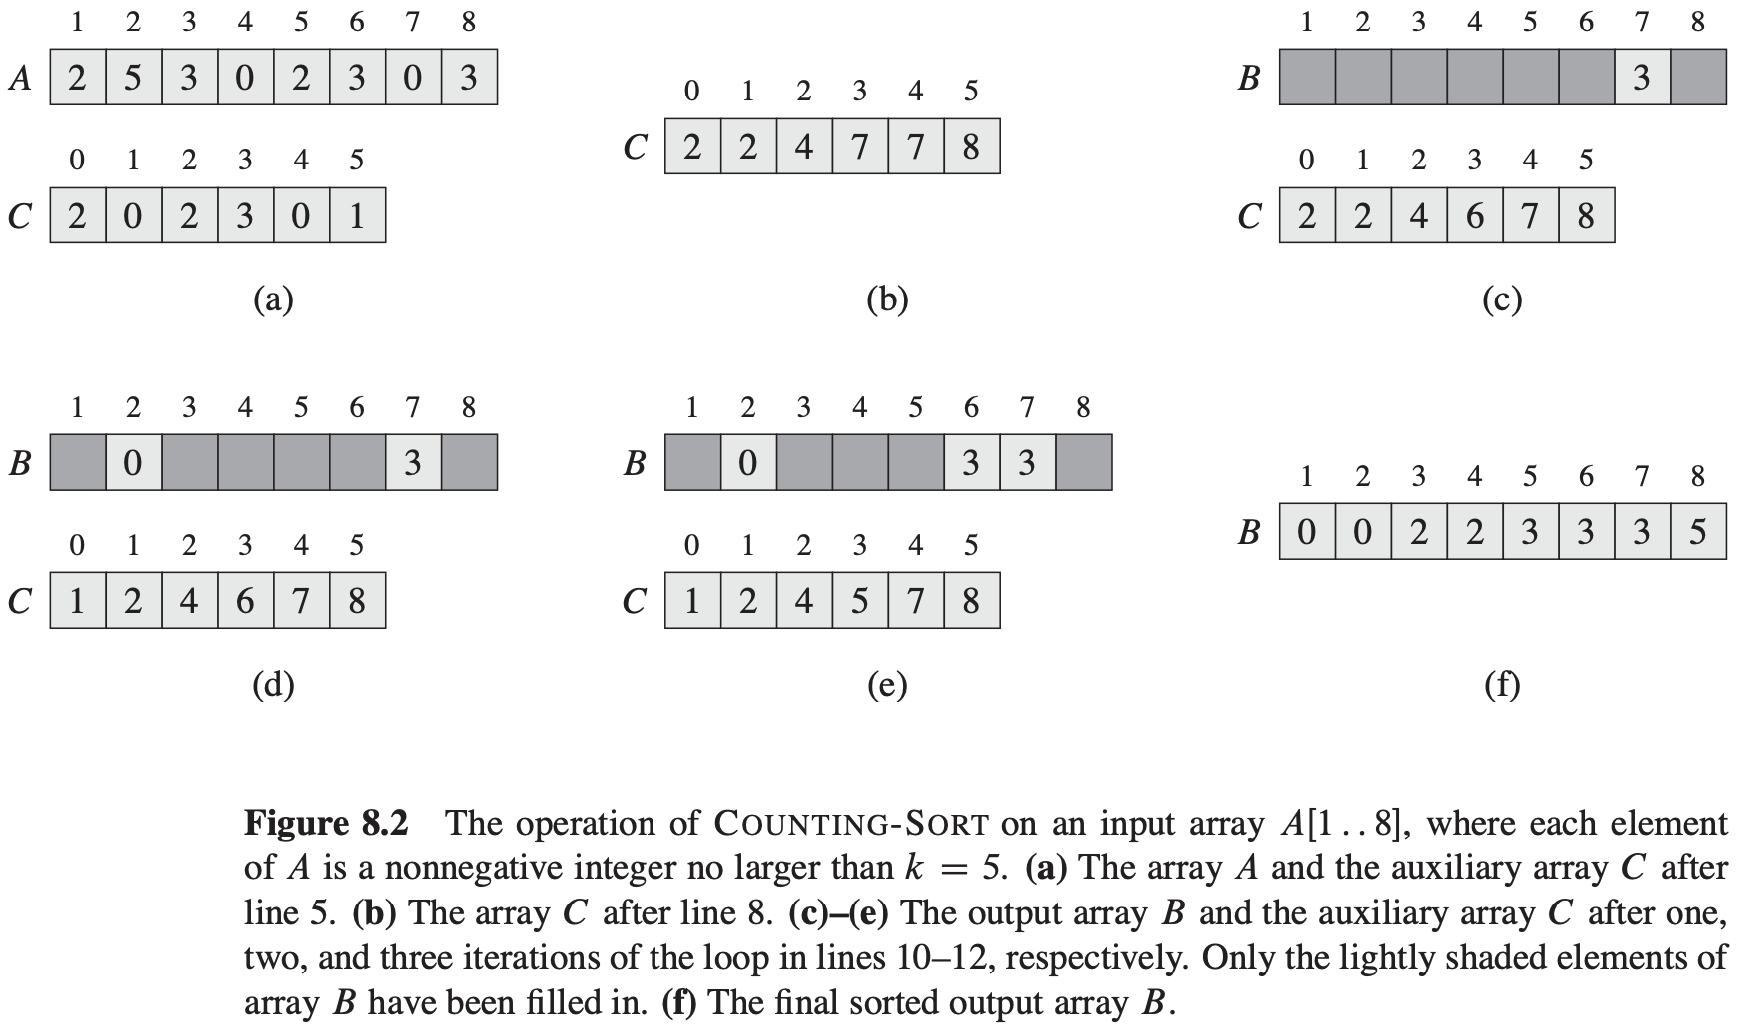 1 2 3 4 5 6 7 8
A 2 5 3 0 2 3 0 3
0 1 2 3 4 5
C 2 0 2 3 0 1
(a)
0 1 2 3 4 5
C 2 2 4 7 7 8
(b)
1 2 3 4 5 6 7 8
B 3
0 1 2 3 4 5
C 2 2 4 6 7 8
(c)
1 2 3 4 5 6 7 8
B 0 3
0 1 2 3 4 5
C 1 2 4 6 7 8
(d)
1 2 3 4 5 6 7 8
B 0 3 3
0 1 2 3 4 5
C 1 2 4 5 7 8
(e)
1 2 3 4 5 6 7 8
B 0 0 2 2 3 3 3 5
(f)
Figure 8.2 The operation of COUNTING-SORT on an input array A[1 . . 8], where each element
of A is a nonnegative integer no larger than k = 5. (a) The array A and the auxiliary array C after
line 5. (b) The array C after line 8. (c)–(e) The output array B and the auxiliary array C after one,
two, and three iterations of the loop in lines 10–12, respectively. Only the lightly shaded elements of
array B have been filled in. (f) The final sorted output array B.